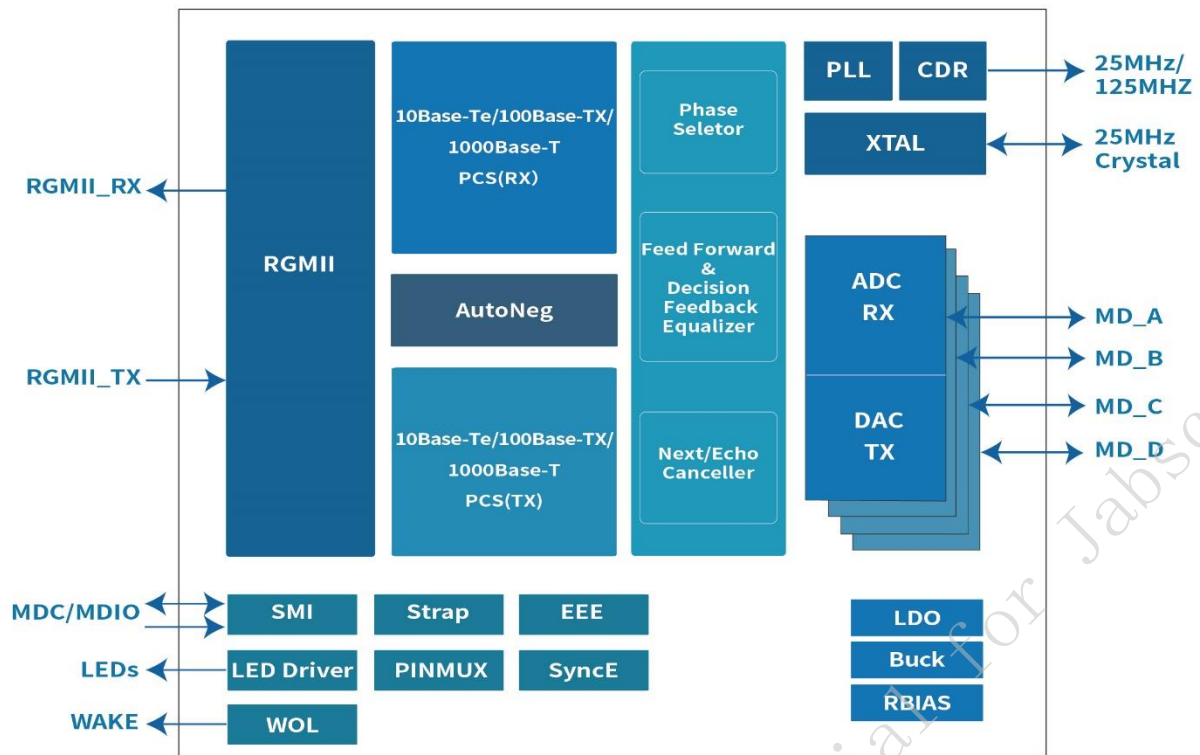 RGMII_RX
RGMII_TX
RGMII
10Base-Te/100Base-TX/
1000Base-T
PCS(RX)
AutoNeg
10Base-Te/100Base-TX/
1000Base-T
PCS(TX)
Phase
Seletor
Feed Forward
&
Decision
Feedback
Equalizer
Next/Echo
Canceller
PLL
CDR
25MHz/
125MHZ
XTAL
25MHz
Crystal
ADC
RX
DAC
TX
MD_A
MD_B
MD_C
MD_D
MDC/MDIO
SMI
Strap
EEE
LEDs
LED Driver
PINMUX
SyncE
WAKE
WOL
LDO
Buck
RBIAS
for